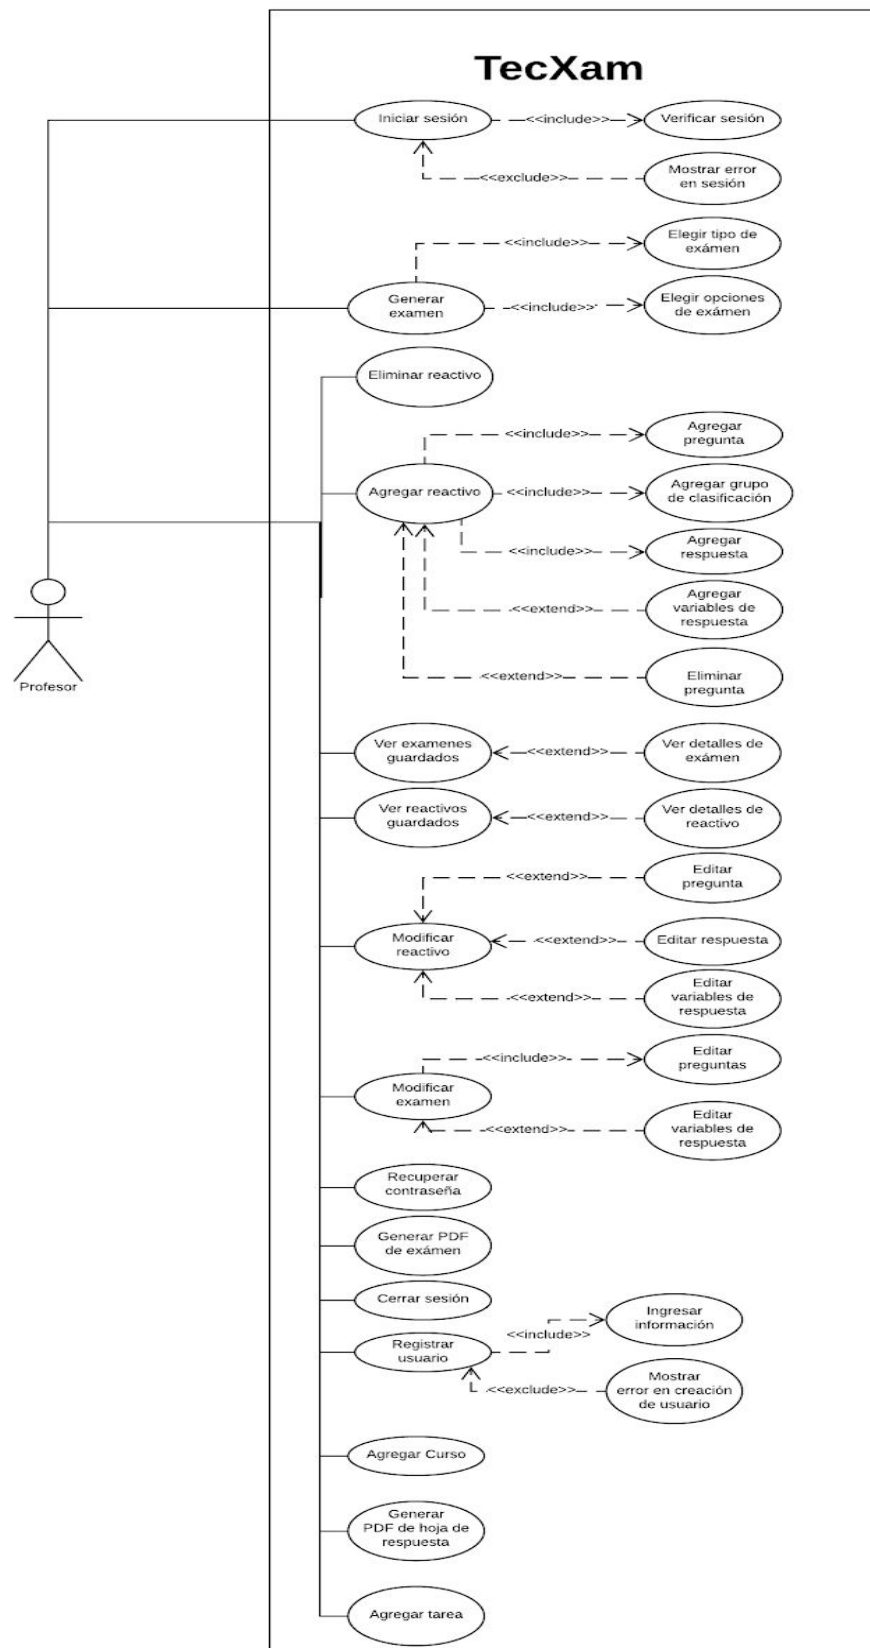 TecXam
Iniciar sesión
<<include>>
Verificar sesión
Mostrar error
en sesión
<<exclude>>
Elegir tipo de
exámen
<<include>>
Generar
examen
<<include>>
Elegir opciones
de exámen
Eliminar reactivo
Agregar
pregunta
<<include>>
Agregar reactivo
<<include>>
Agregar grupo
de clasificación
<<include>>
Agregar
respuesta
<<extend>>
Agregar
variables de
respuesta
<<extend>>
Eliminar
pregunta
Profesor
Ver examenes
guardados
<<extend>>
Ver detalles de
exámen
Ver reactivos
guardados
<<extend>>
Ver detalles de
reactivo
<<extend>>
Editar
pregunta
Modificar
reactivo
<<extend>>
Editar respuesta
<<extend>>
Editar
variables de
respuesta
<<include>>
Editar
preguntas
Modificar
examen
<<extend>>
Editar
variables de
respuesta
Recuperar
contraseña
Generar PDF
de exámen
Cerrar sesión
Registrar
usuario
<<include>>
Ingresar
información
<<exclude>>
Mostrar
error en creación
de usuario
Agregar Curso
Generar
PDF de hoja de
respuesta
Agregar tarea